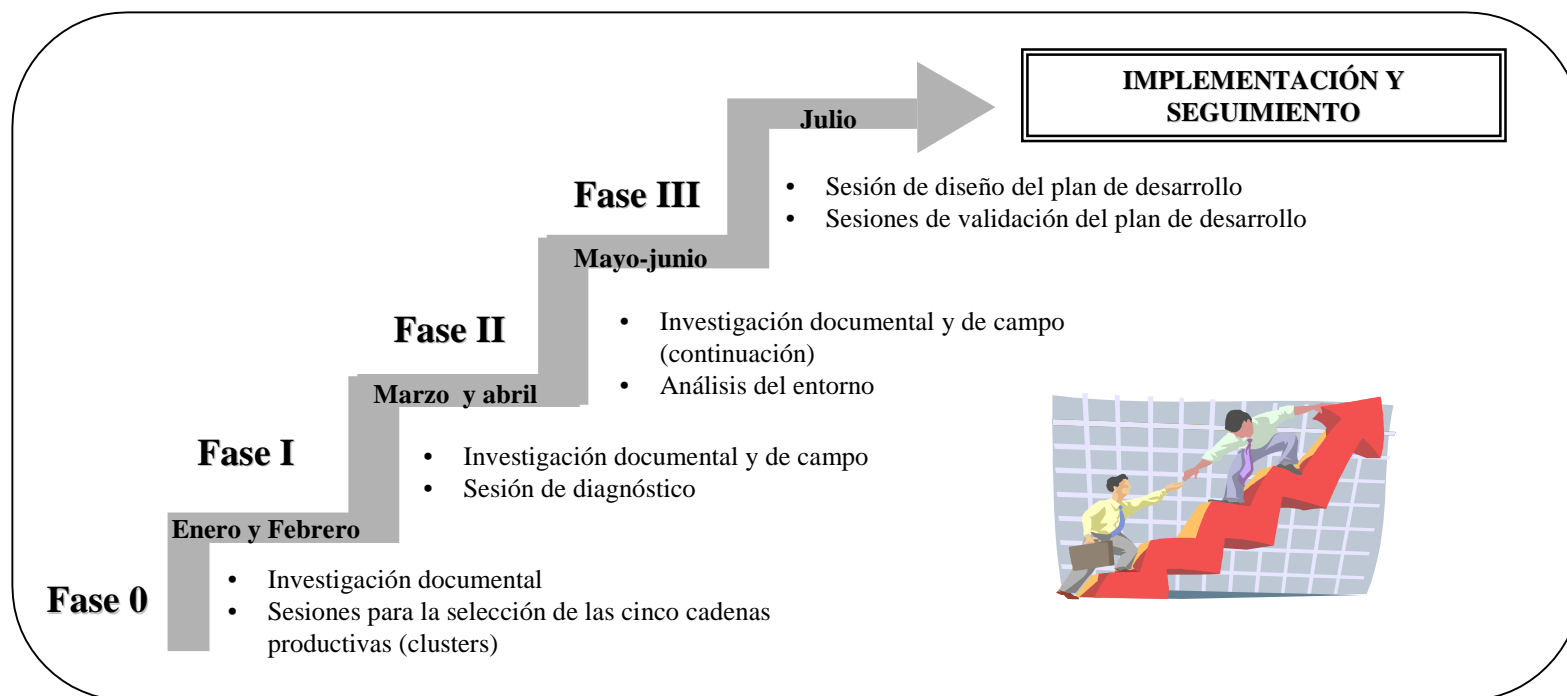 IMPLEMENTACIÓN Y
SEGUIMIENTO
Julio
Fase III
• Sesión de diseño del plan de desarrollo
• Sesiones de validación del plan de desarrollo
Mayo-junio
Fase II
• Investigación documental y de campo
(continuación)
• Análisis del entorno
Marzo y abril
Fase I
• Investigación documental y de campo
• Sesión de diagnóstico
Enero y Febrero
Fase 0
• Investigación documental
• Sesiones para la selección de las cinco cadenas
productivas (clusters)